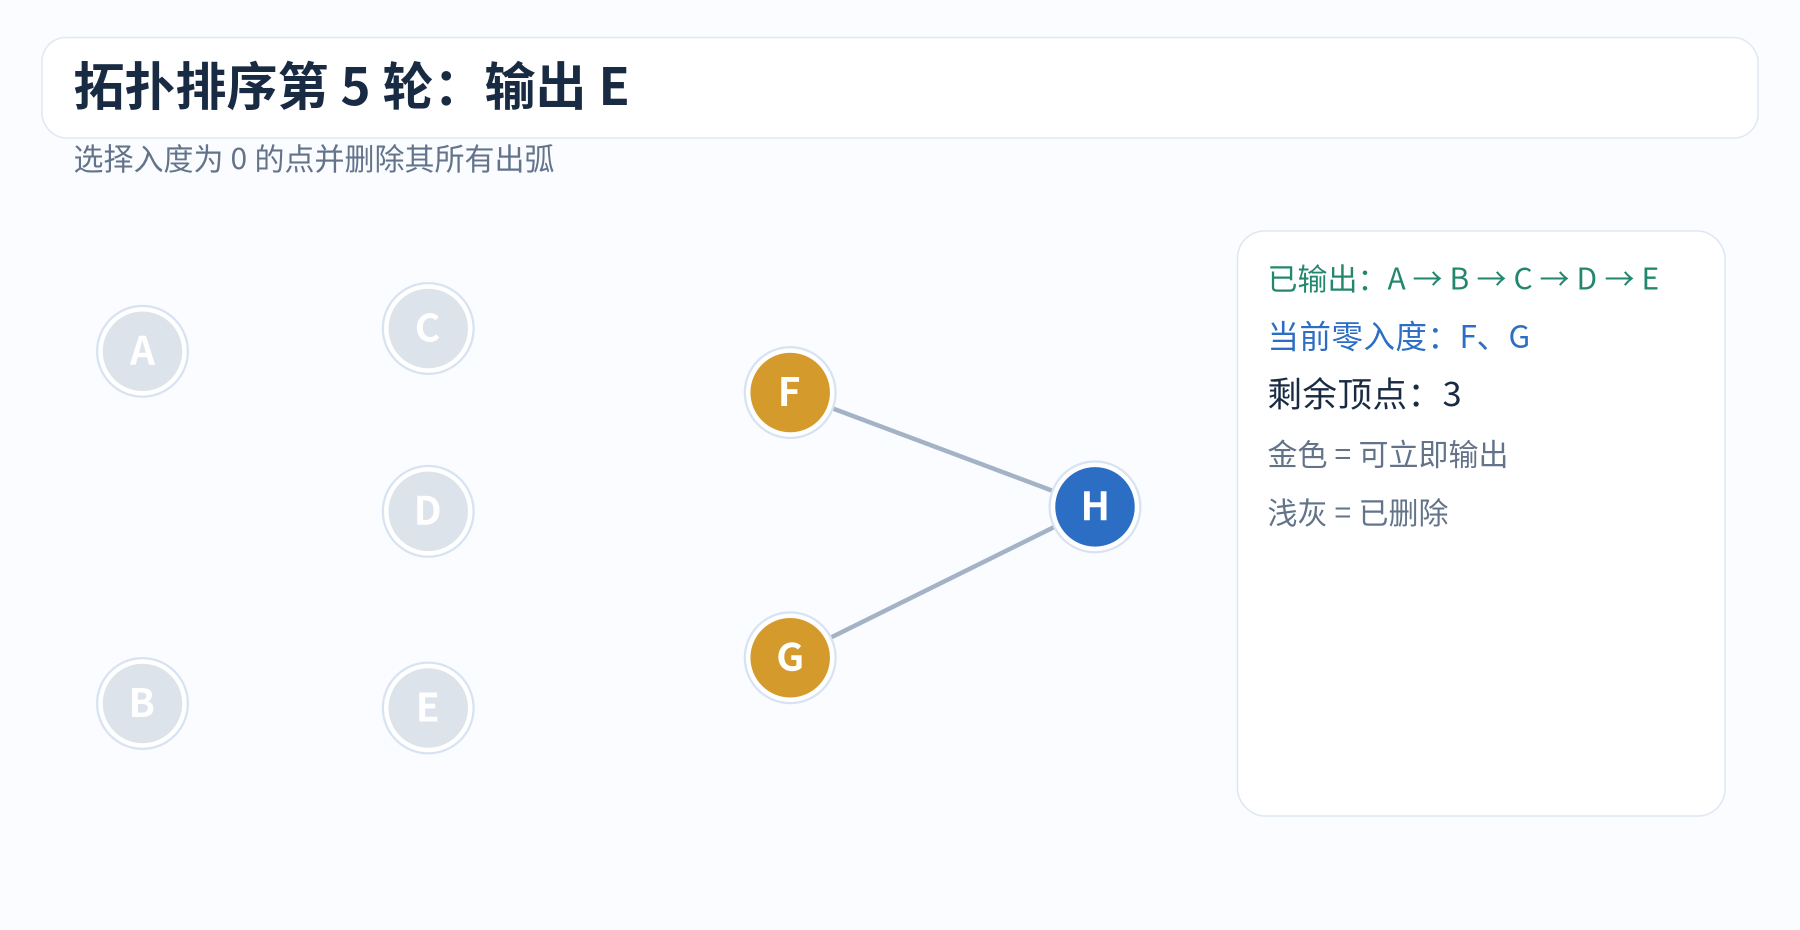 拓扑排序第 5 轮：输出 E
选择入度为 0 的点并删除其所有出弧
已输出：A → B → C → D → E
当前零入度：F、G
剩余顶点：3
金色 = 可立即输出
浅灰 = 已删除
A
C
F
D
H
G
B
E